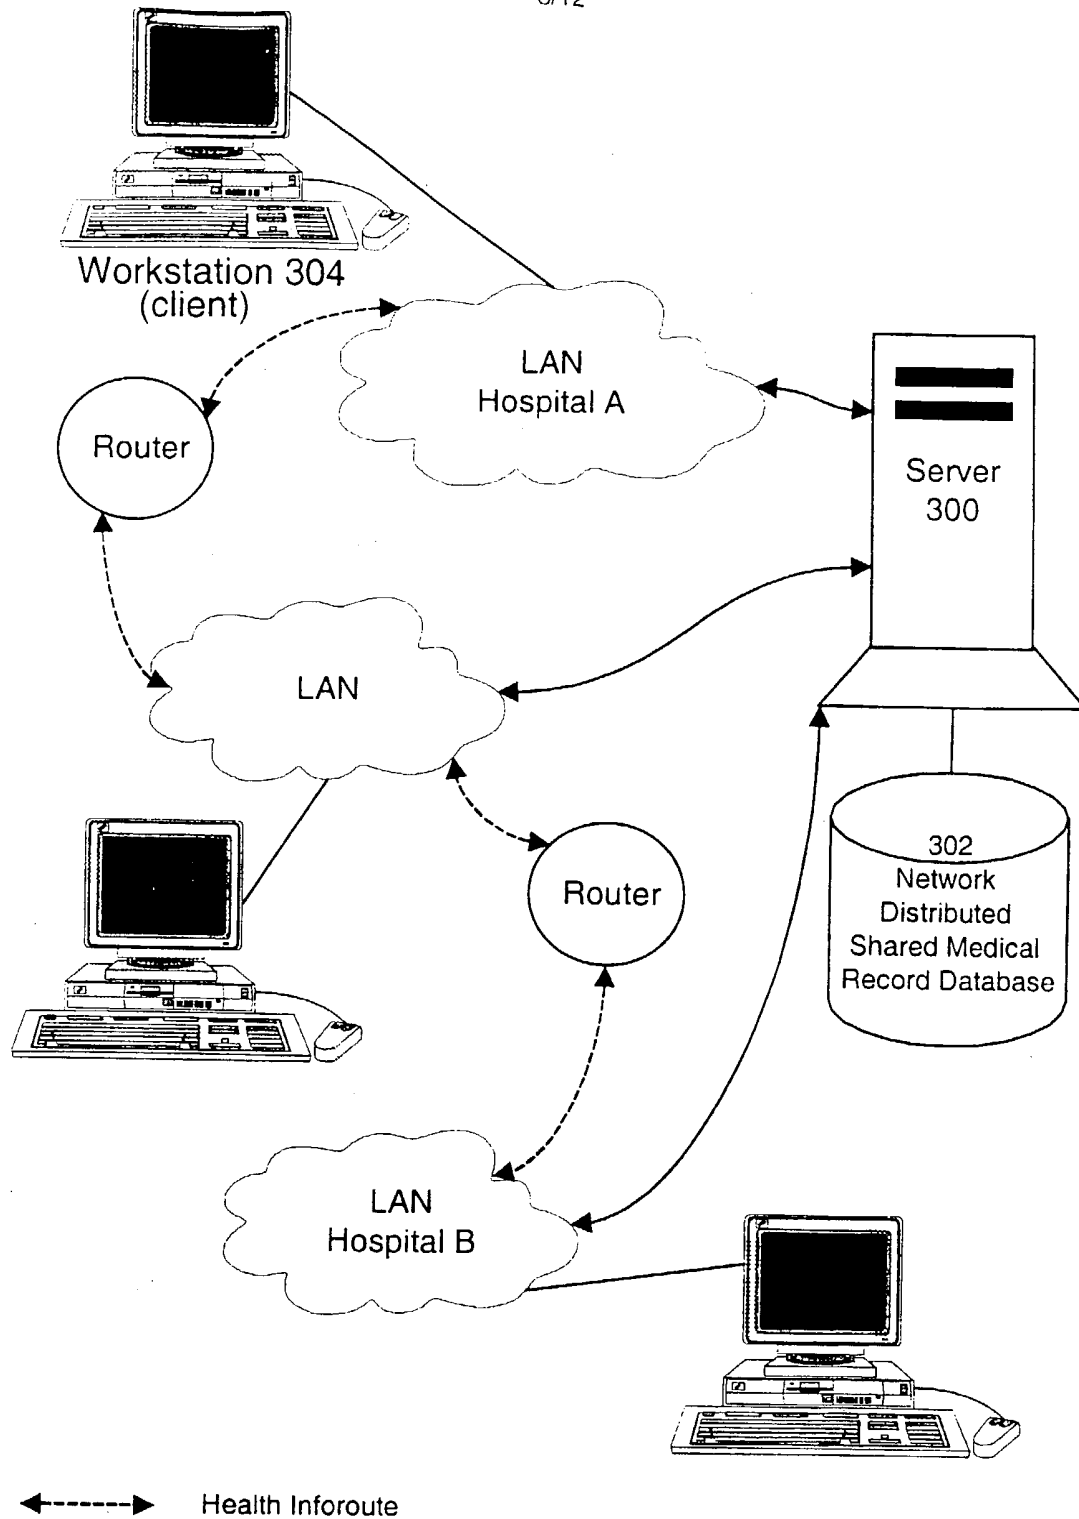 Workstation 304
(client)
LAN
Hospital A
Router
Server
300
LAN
Router
302
Network
Distributed
Shared Medical
Record Database
LAN
Hospital B
Health Inforoute